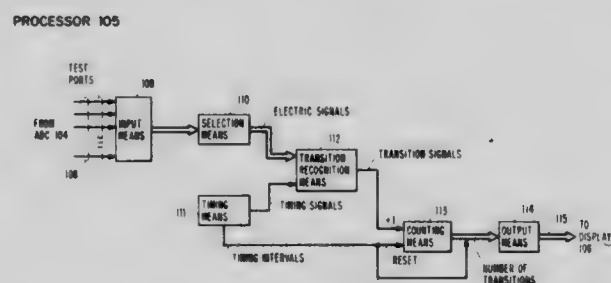 PROCESSOR 105
TEST
PORTS
FROM
ADC 104
106
108
INPUT
MEANS
110
SELECTION
MEANS
ELECTRIC SIGNALS
112
TRANSITION
RECOGNITION
MEANS
TRANSITION SIGNALS
111
TIMING
MEANS
TIMING SIGNALS
TIMING INTERVALS
+1
113
COUNTING
MEANS
RESET
NUMBER OF
TRANSITIONS
114
OUTPUT
MEANS
115
TO
DISPLAY
106